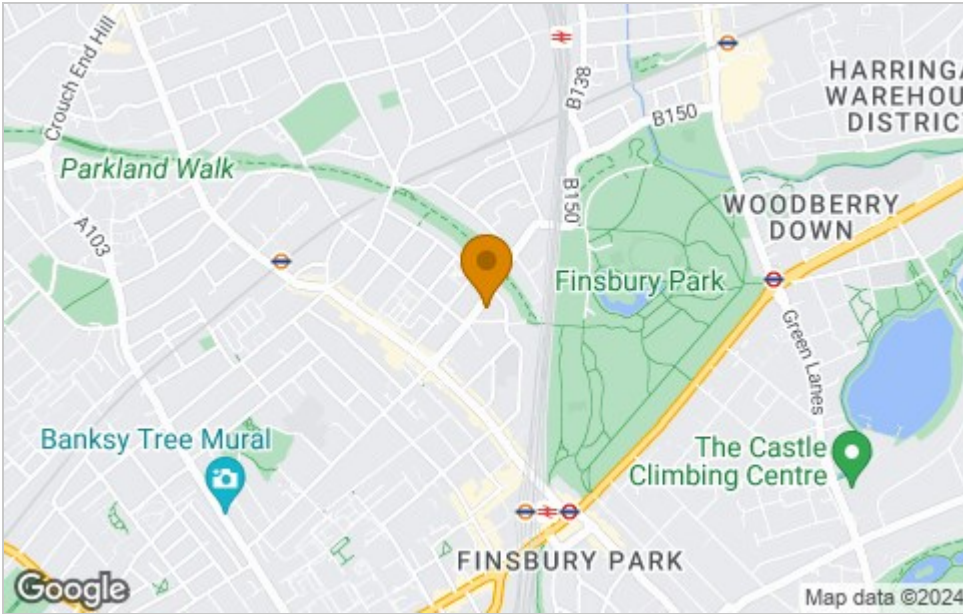 Crouch End Hill
B138
HARRINGA
WAREHOU
DISTRIC
B150
Parkland Walk
B150
WOODBERRY
DOWN
A103
Finsbury Park
Green Lanes
Banksy Tree Mural
The Castle
Climbing Centre
FINSBURY PARK
Google
Map data ©2024